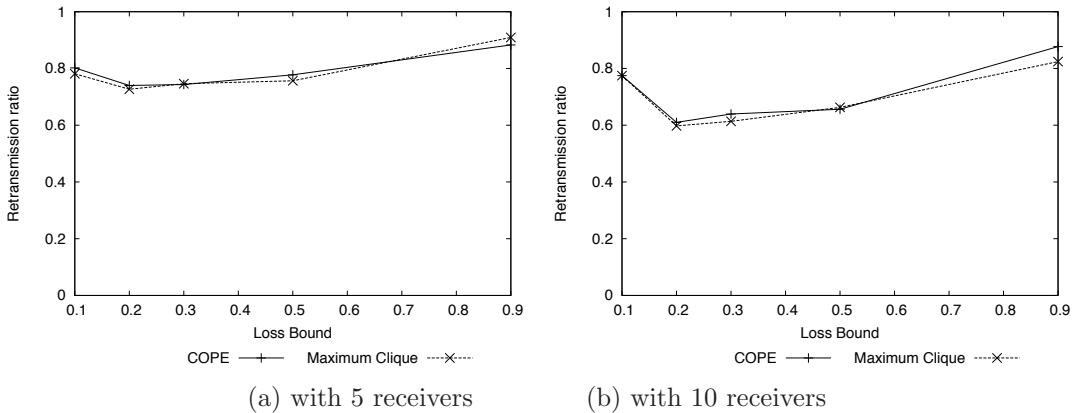 1
0.8
0.6
0.4
0.2
0
Retransmission ratio
0.1 0.2 0.3 0.4 0.5 0.6 0.7 0.8 0.9
Loss Bound
COPE Maximum Clique
(a) with 5 receivers
1
0.8
0.6
0.4
0.2
0
Retransmission ratio
0.1 0.2 0.3 0.4 0.5 0.6 0.7 0.8 0.9
Loss Bound
COPE Maximum Clique
(b) with 10 receivers